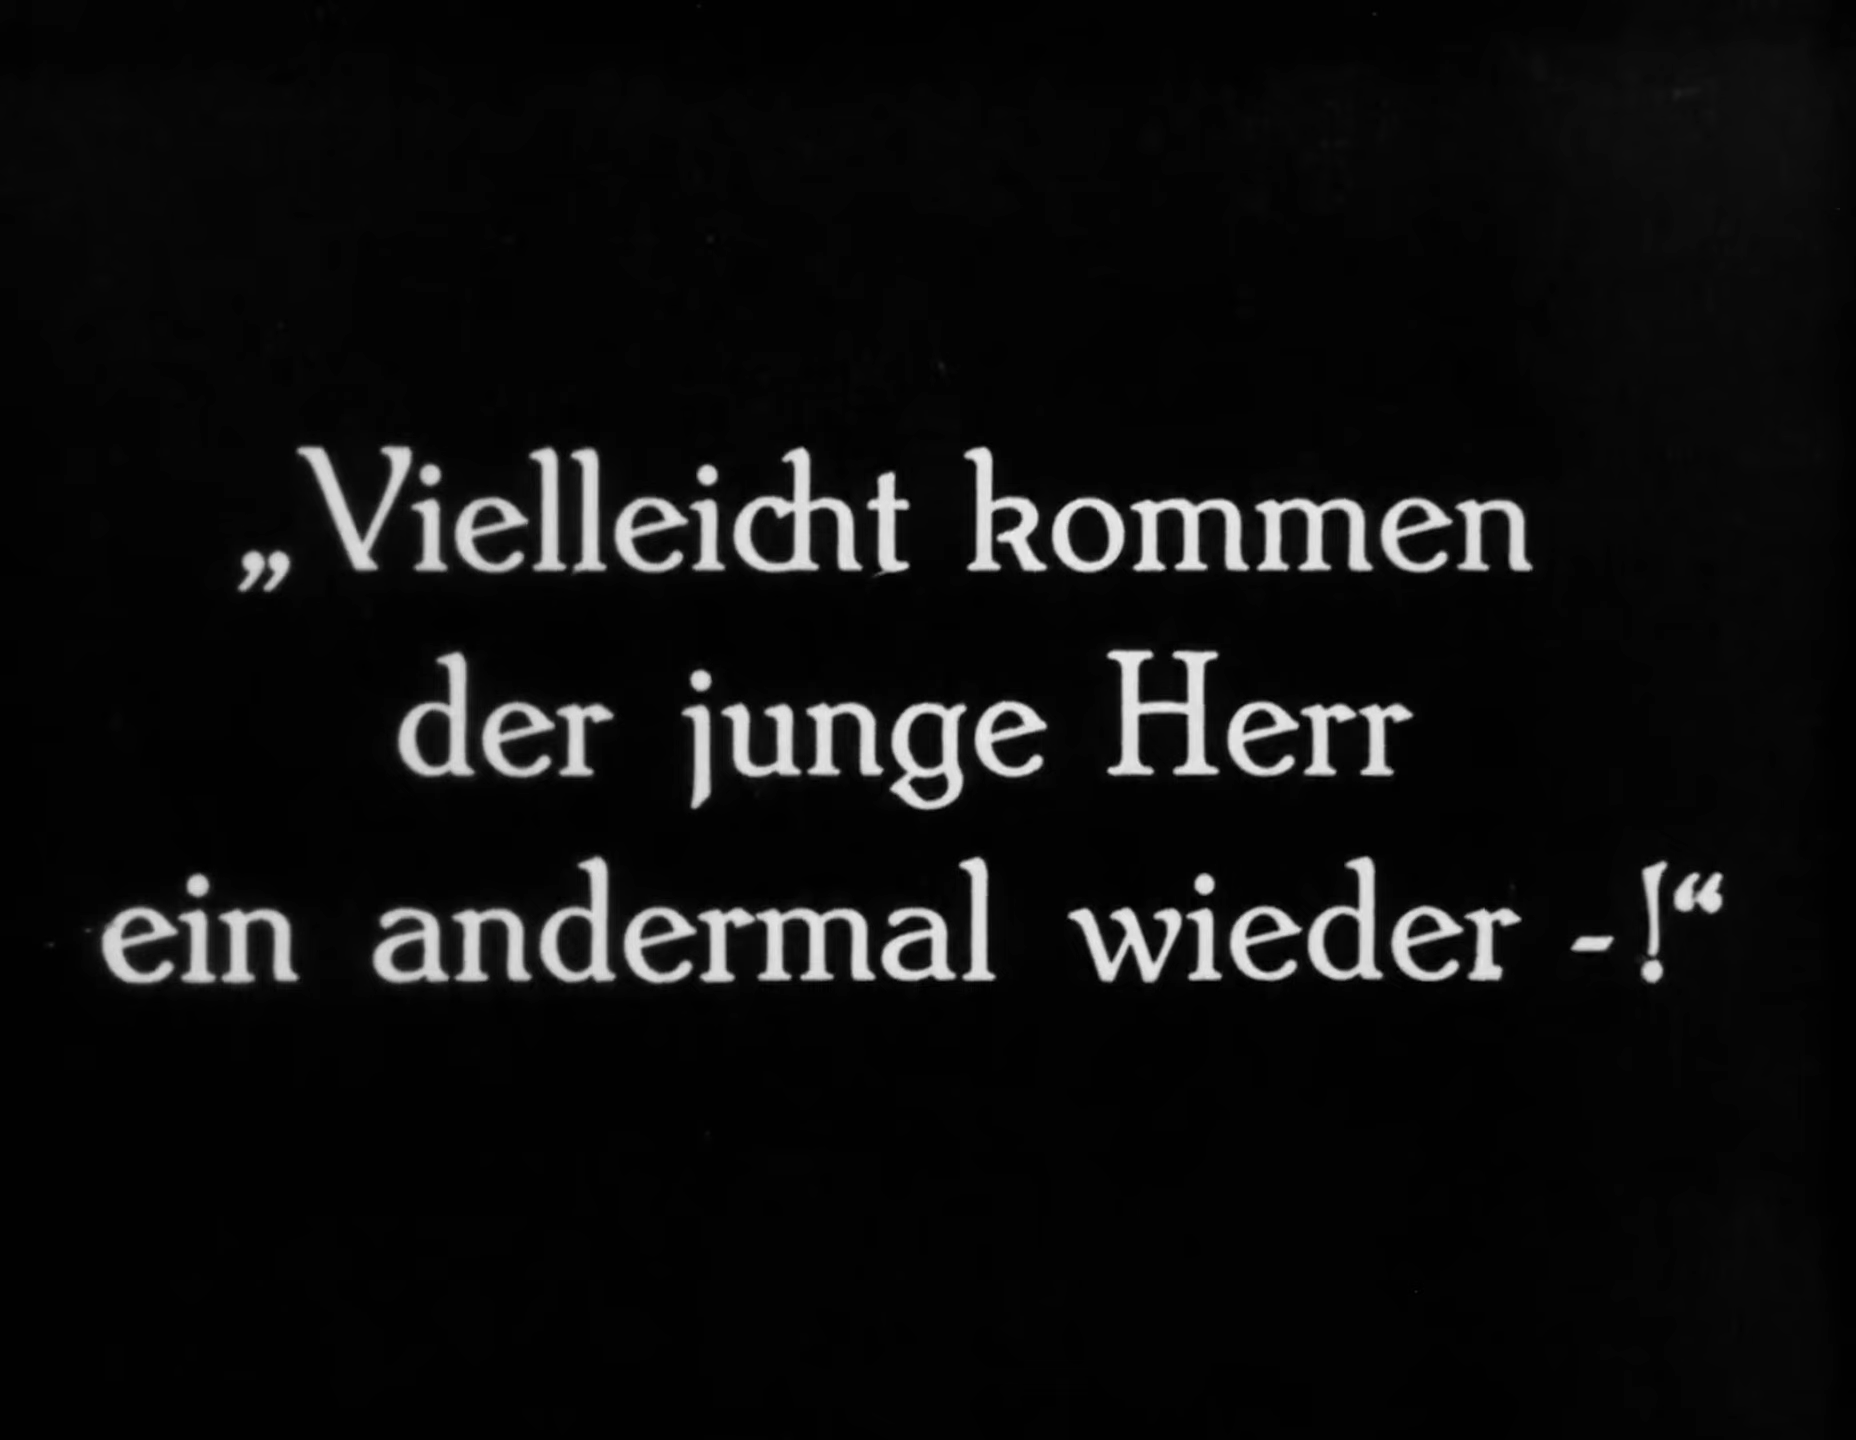 „Vielleicht kommen
der junge Herr
ein andermal wieder -!“